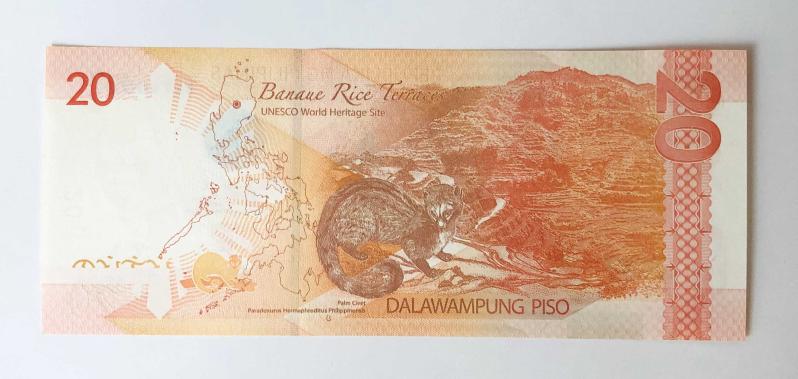 20
Banaue Rice Terraces
UNESCO World Heritage Site
20
Palm Civet
Paradoxurus Hermaphroditus Philippinensis
DALAWAMPUNG PISO